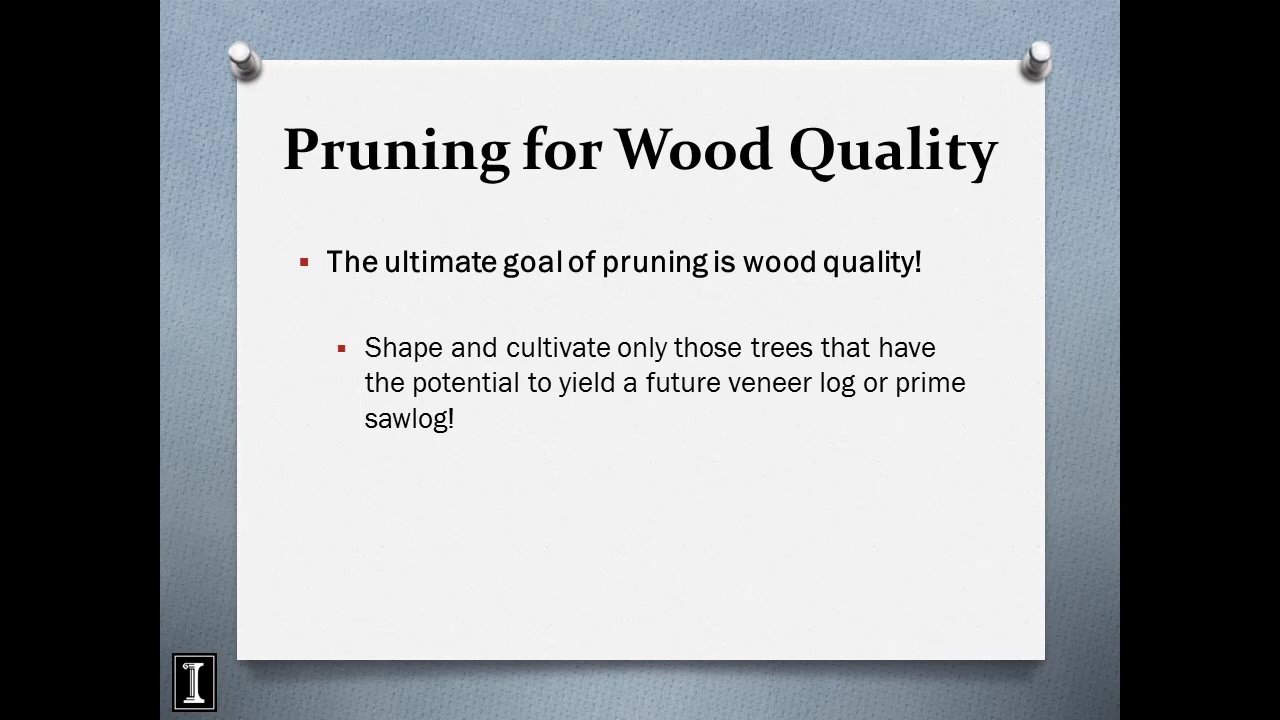 Pruning for Wood Quality
The ultimate goal of pruning is wood quality!
Shape and cultivate only those trees that have
the potential to yield a future veneer log or prime
sawlog!
I